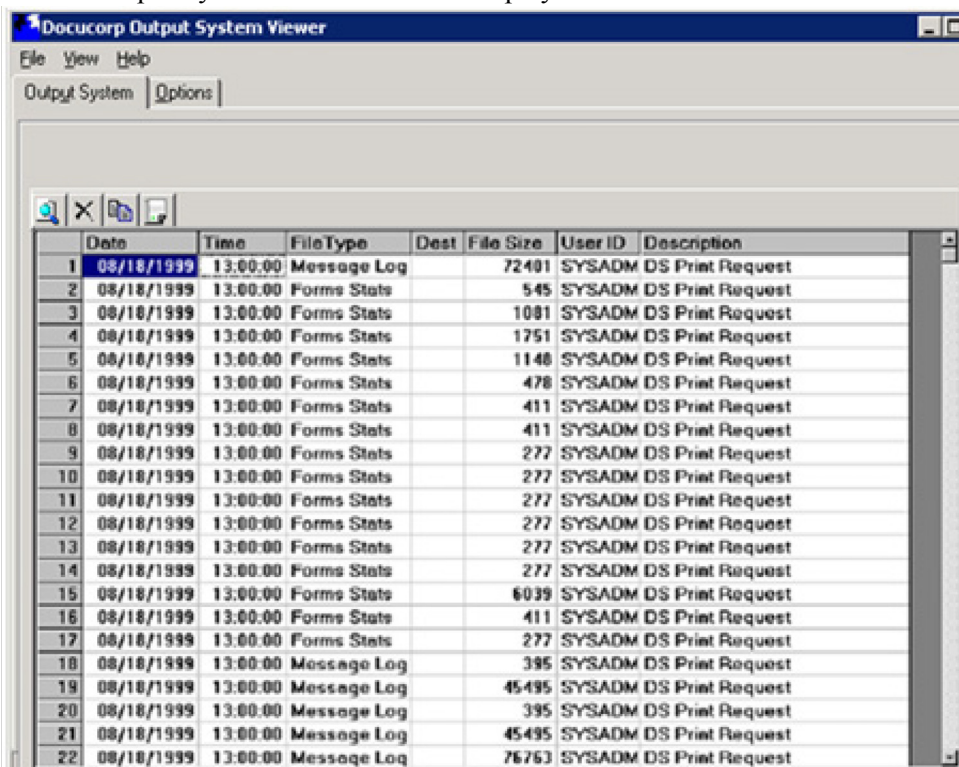 Docucorp Output System Viewer
File View Help
Output System Options
Date Time FileType Dest File Size User ID Description
1 08/18/1999 13:00:00 Message Log 72401 SYSADM DS Print Request
2 08/18/1999 13:00:00 Forms Stats 545 SYSADM DS Print Request
3 08/18/1999 13:00:00 Forms Stats 1081 SYSADM DS Print Request
4 08/18/1999 13:00:00 Forms Stats 1751 SYSADM DS Print Request
5 08/18/1999 13:00:00 Forms Stats 1148 SYSADM DS Print Request
6 08/18/1999 13:00:00 Forms Stats 478 SYSADM DS Print Request
7 08/18/1999 13:00:00 Forms Stats 411 SYSADM DS Print Request
8 08/18/1999 13:00:00 Forms Stats 411 SYSADM DS Print Request
9 08/18/1999 13:00:00 Forms Stats 277 SYSADM DS Print Request
10 08/18/1999 13:00:00 Forms Stats 277 SYSADM DS Print Request
11 08/18/1999 13:00:00 Forms Stats 277 SYSADM DS Print Request
12 08/18/1999 13:00:00 Forms Stats 277 SYSADM DS Print Request
13 08/18/1999 13:00:00 Forms Stats 277 SYSADM DS Print Request
14 08/18/1999 13:00:00 Forms Stats 277 SYSADM DS Print Request
15 08/18/1999 13:00:00 Forms Stats 6039 SYSADM DS Print Request
16 08/18/1999 13:00:00 Forms Stats 411 SYSADM DS Print Request
17 08/18/1999 13:00:00 Forms Stats 277 SYSADM DS Print Request
18 08/18/1999 13:00:00 Message Log 395 SYSADM DS Print Request
19 08/18/1999 13:00:00 Message Log 45495 SYSADM DS Print Request
20 08/18/1999 13:00:00 Message Log 395 SYSADM DS Print Request
21 08/18/1999 13:00:00 Message Log 45495 SYSADM DS Print Request
22 08/18/1999 13:00:00 Message Log 76763 SYSADM DS Print Request